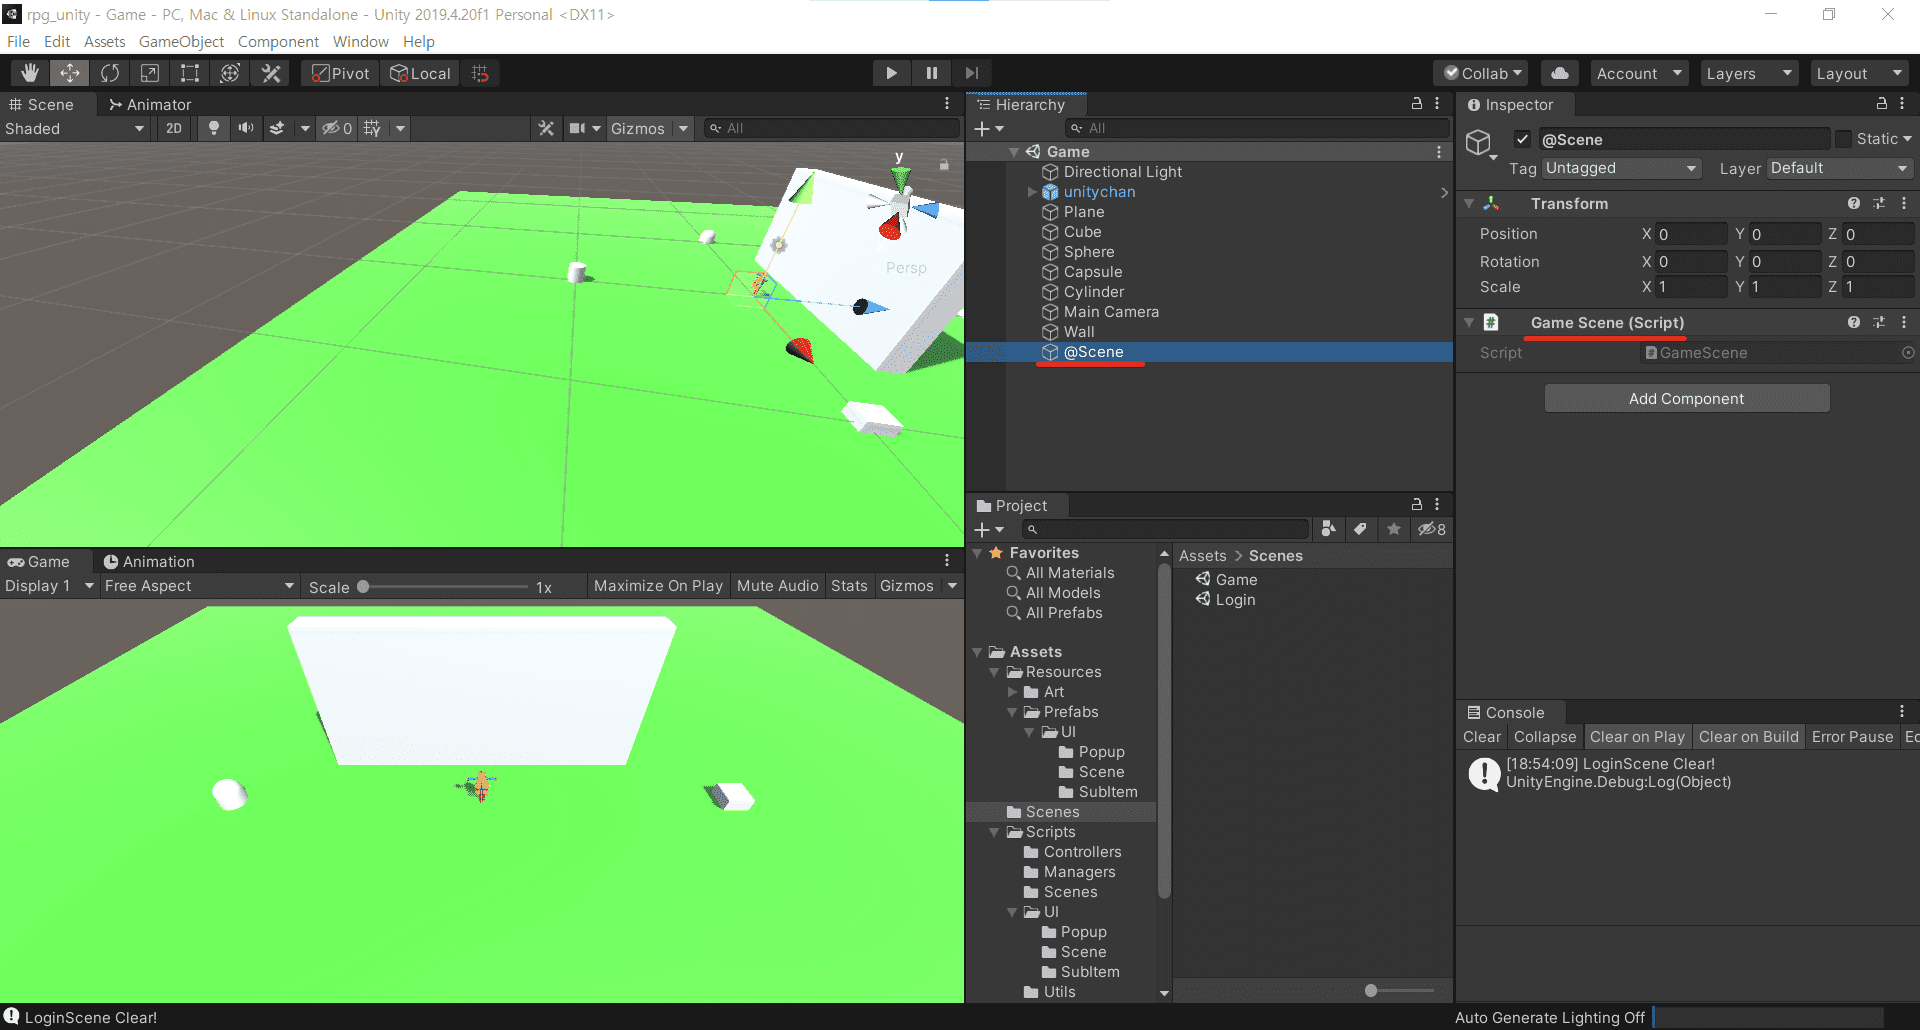 rpg_unity - Game - PC, Mac & Linux Standalone - Unity 2019.4.20f1 Personal <DX11>
File Edit Assets GameObject Component Window Help
Pivot Local Collab Account Layers Layout
Scene Animator
Shaded 2D 0 Gizmos All
y
Persp
Game Animation
Display 1 Free Aspect Scale 1x Maximize On Play Mute Audio Stats Gizmos
Hierarchy
All
Game
Directional Light
unitychan
Plane
Cube
Sphere
Capsule
Cylinder
Main Camera
Wall
@Scene
Project
8
Favorites
All Materials
All Models
All Prefabs
Assets
Resources
Art
Prefabs
UI
Popup
Scene
SubItem
Scenes
Scripts
Controllers
Managers
Scenes
UI
Popup
Scene
SubItem
Utils
Assets > Scenes
Game
Login
Inspector
@Scene Static
Tag Untagged Layer Default
Transform
Position X 0 Y 0 Z 0
Rotation X 0 Y 0 Z 0
Scale X 1 Y 1 Z 1
# Game Scene (Script)
Script # GameScene
Add Component
Console
Clear Collapse Clear on Play Clear on Build Error Pause Ed
[18:54:09] LoginScene Clear!
UnityEngine.Debug:Log(Object)
LoginScene Clear!
Auto Generate Lighting Off